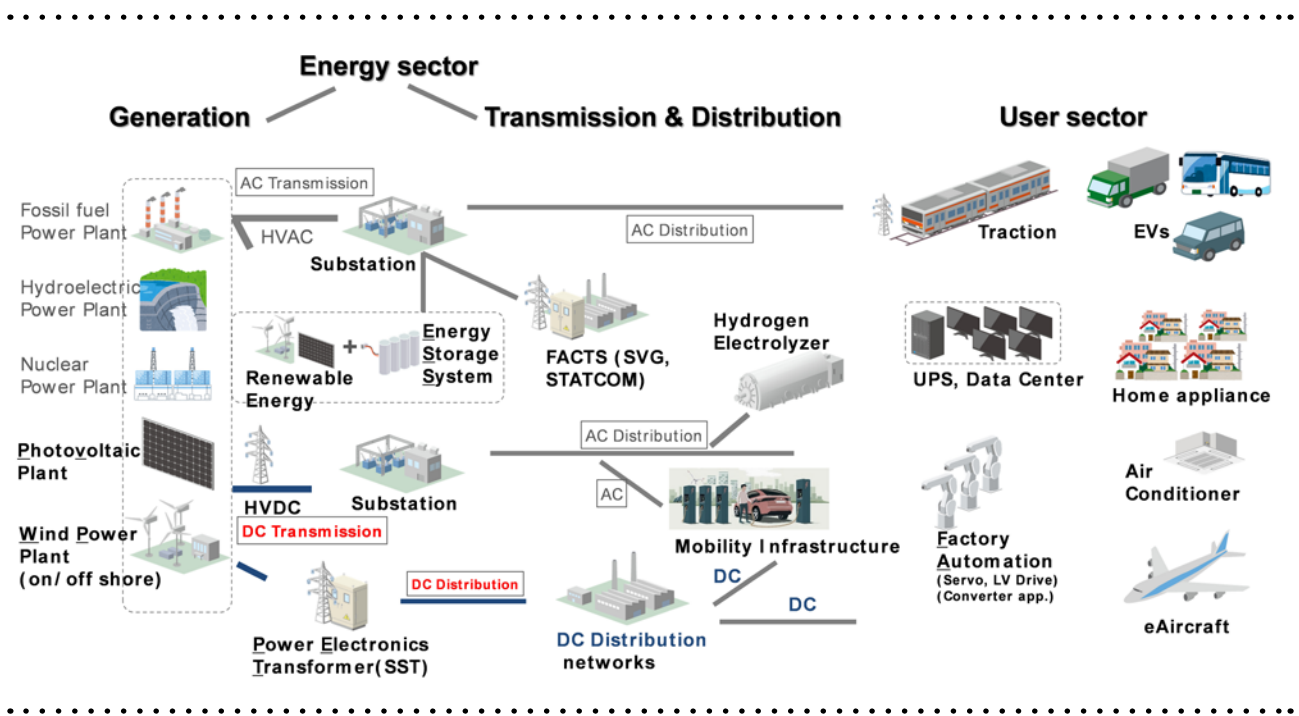 Energy sector
Generation
Transmission & Distribution
User sector
AC Transmission
Fossil fuel
Power Plant
HVAC
Substation
AC Distribution
Traction
EVs
Hydroelectric
Power Plant
Renewable
Energy
+
Energy
Storage
System
FACTS (SVG,
STATCOM)
Hydrogen
Electrolyzer
UPS, Data Center
Home appliance
Nuclear
Power Plant
Photovoltaic
Plant
HVDC
DC Transmission
Substation
AC Distribution
AC
Mobility Infrastructure
Factory
Automation
(Servo, LV Drive)
(Converter app.)
Air
Conditioner
Wind Power
Plant
(on/ off shore)
Power Electronics
Transformer(SST)
DC Distribution
DC Distribution
networks
DC
DC
eAircraft